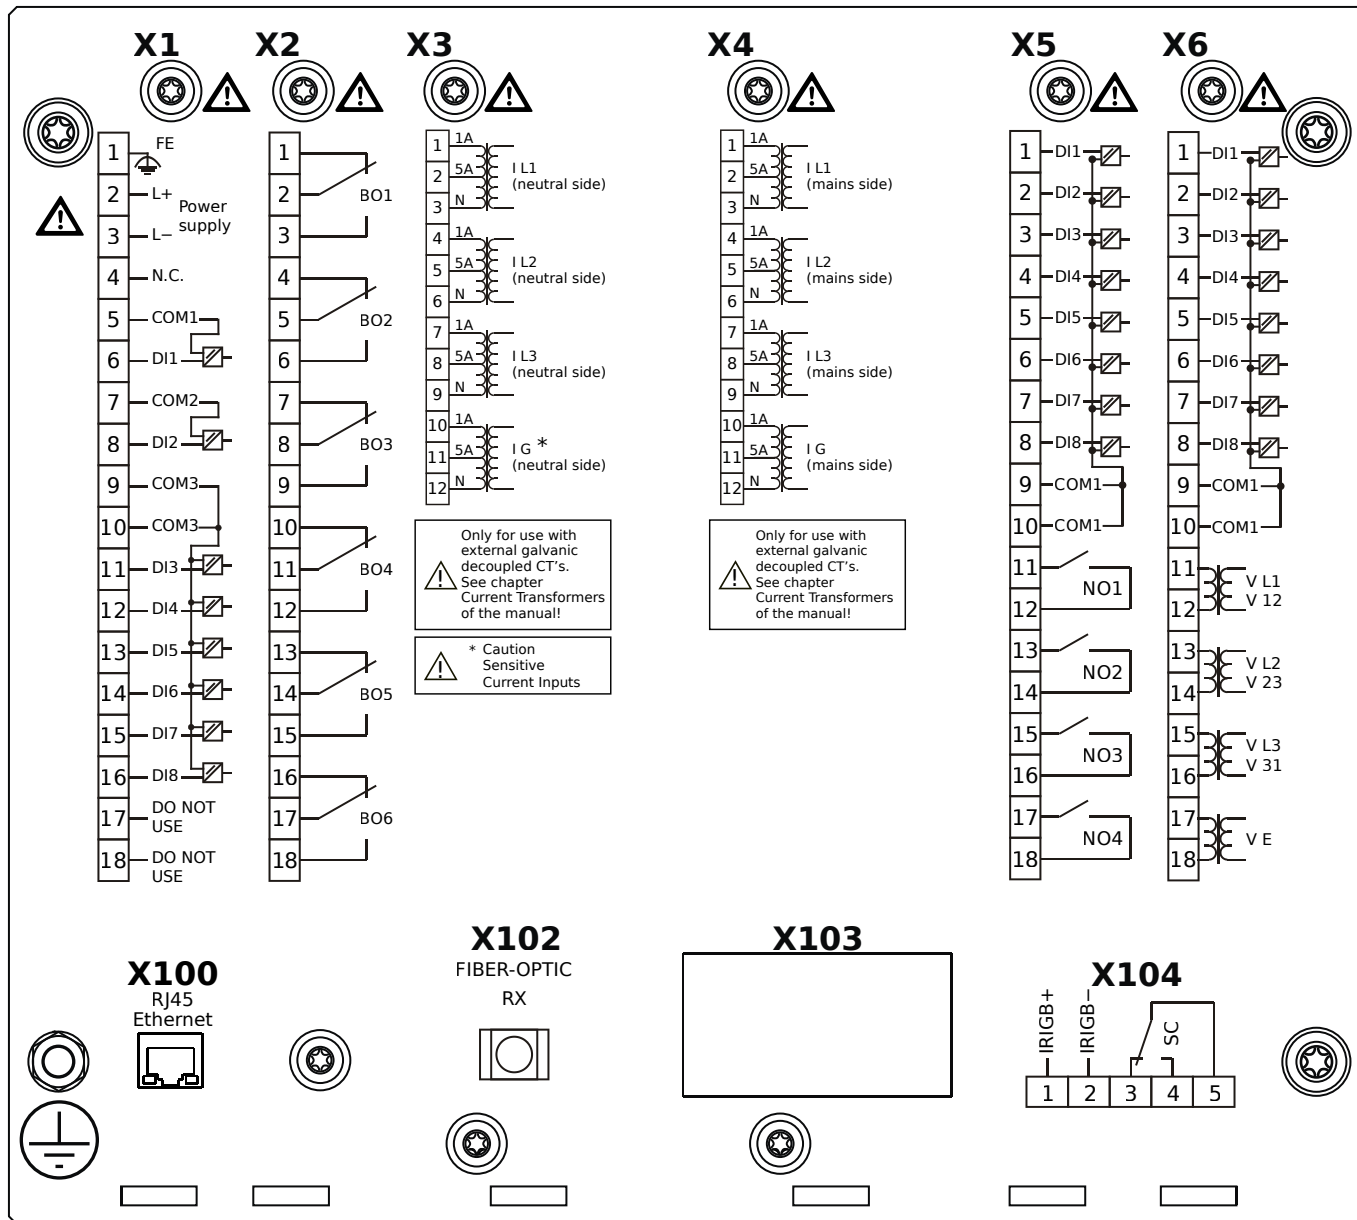 X1
X2
X3
X4
X5
X6
1 FE
2 L+ Power
3 L− supply
4 N.C.
5 COM1
6 DI1
7 COM2
8 DI2
9 COM3
10 COM3
11 DI3
12 DI4
13 DI5
14 DI6
15 DI7
16 DI8
17 DO NOT
USE
18 DO NOT
USE
1
2 BO1
3
4
5 BO2
6
7
8 BO3
9
10
11 BO4
12
13
14 BO5
15
16
17 BO6
18
1 1A
2 5A I L1
3 N (neutral side)
4 1A
5 5A I L2
6 N (neutral side)
7 1A
8 5A I L3
9 N (neutral side)
10 1A
11 5A I G *
12 N (neutral side)
Only for use with
external galvanic
decoupled CT's.
See chapter
Current Transformers
of the manual!
* Caution
Sensitive
Current Inputs
1 1A
2 5A I L1
3 N (mains side)
4 1A
5 5A I L2
6 N (mains side)
7 1A
8 5A I L3
9 N (mains side)
10 1A
11 5A I G
12 N (mains side)
Only for use with
external galvanic
decoupled CT's.
See chapter
Current Transformers
of the manual!
1 DI1
2 DI2
3 DI3
4 DI4
5 DI5
6 DI6
7 DI7
8 DI8
9 COM1
10 COM1
11
12 NO1
13
14 NO2
15
16 NO3
17
18 NO4
1 DI1
2 DI2
3 DI3
4 DI4
5 DI5
6 DI6
7 DI7
8 DI8
9 COM1
10 COM1
11 V L1
12 V 12
13 V L2
14 V 23
15 V L3
16 V 31
17 V E
18
X100
RJ45
Ethernet
X102
FIBER-OPTIC
RX
X103
X104
IRIGB+
IRIGB−
SC
1 2 3 4 5